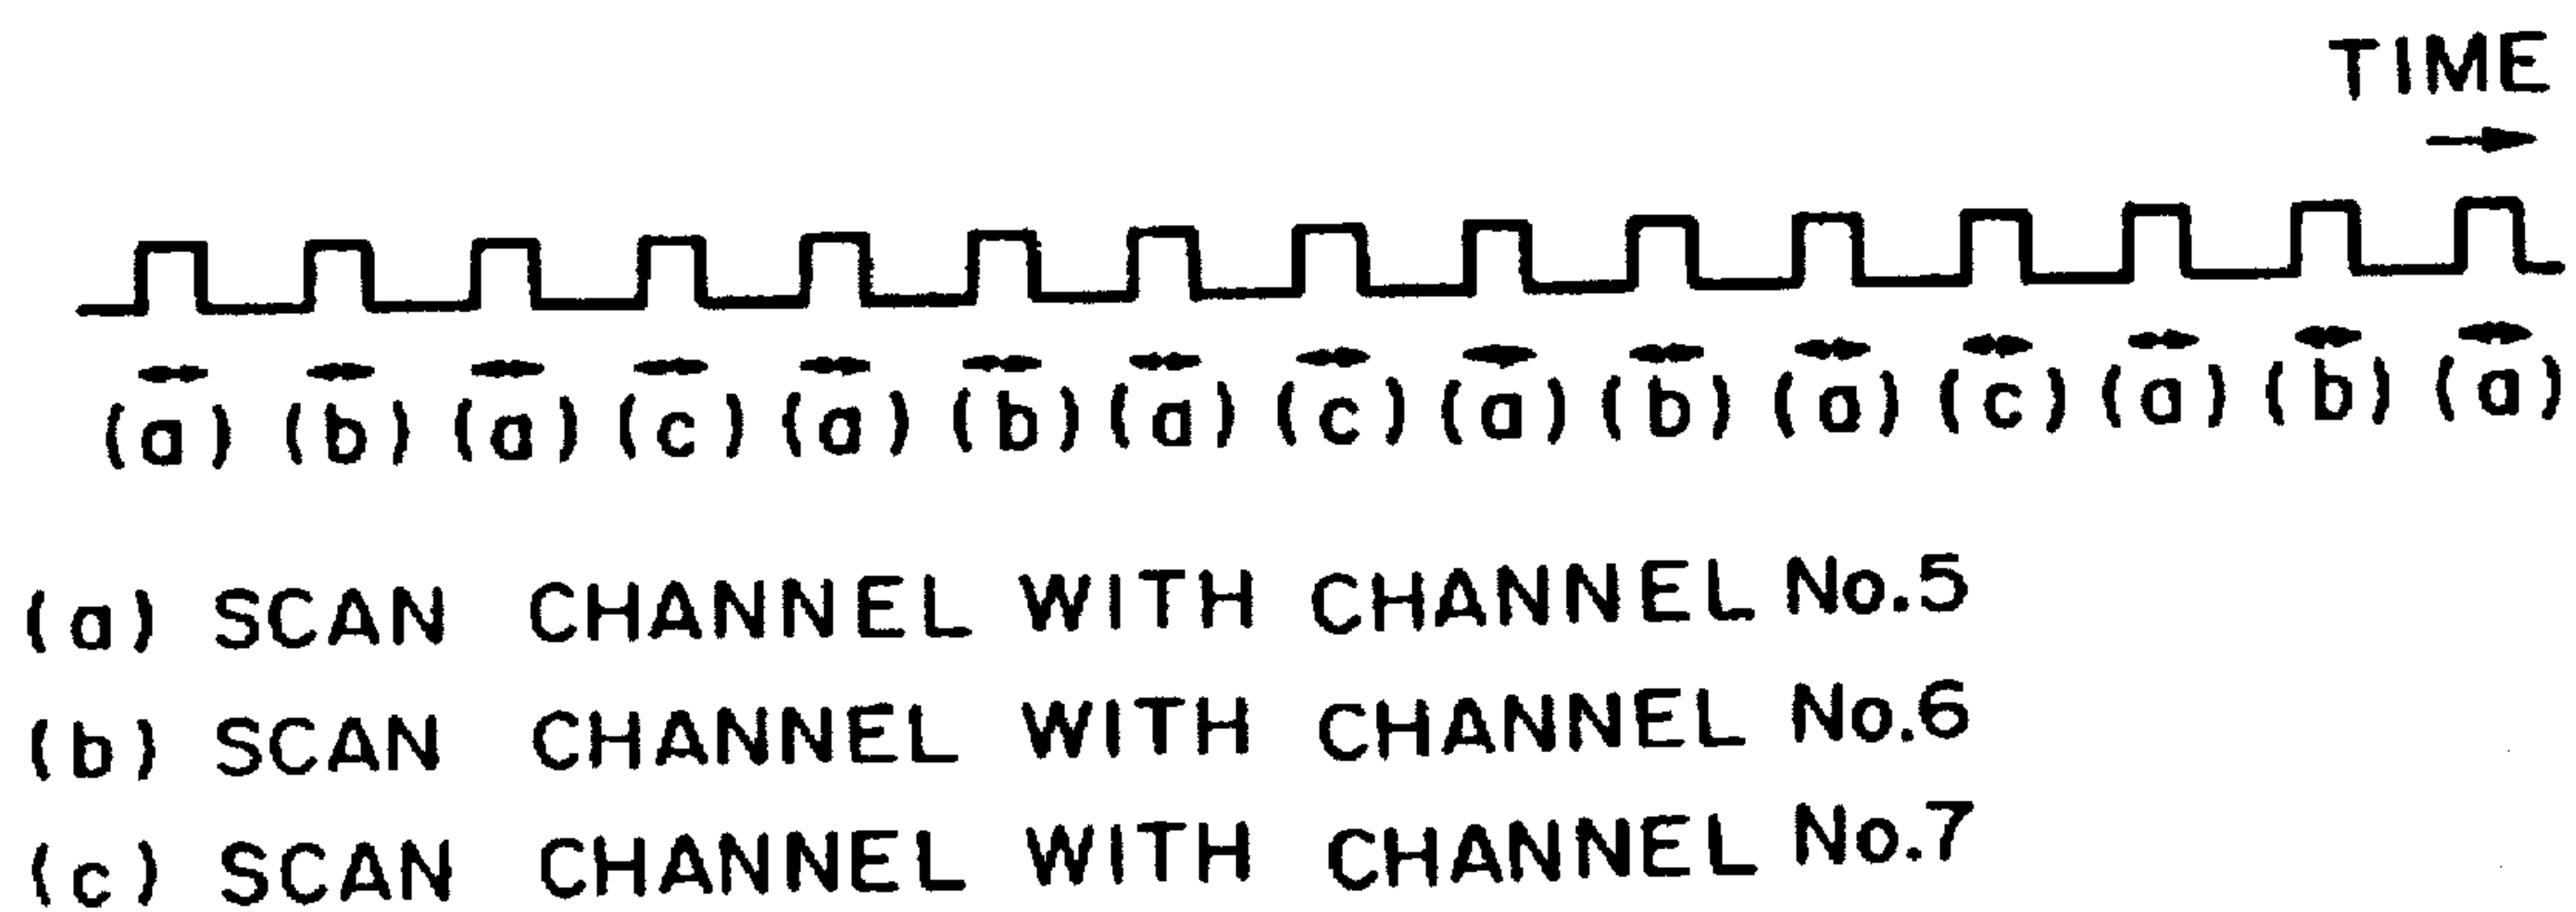 TIME
(a) (b) (a) (c) (a) (b) (a) (c) (a) (b) (a) (c) (a) (b) (a)
(a) SCAN CHANNEL WITH CHANNEL No.5
(b) SCAN CHANNEL WITH CHANNEL No.6
(c) SCAN CHANNEL WITH CHANNEL No.7